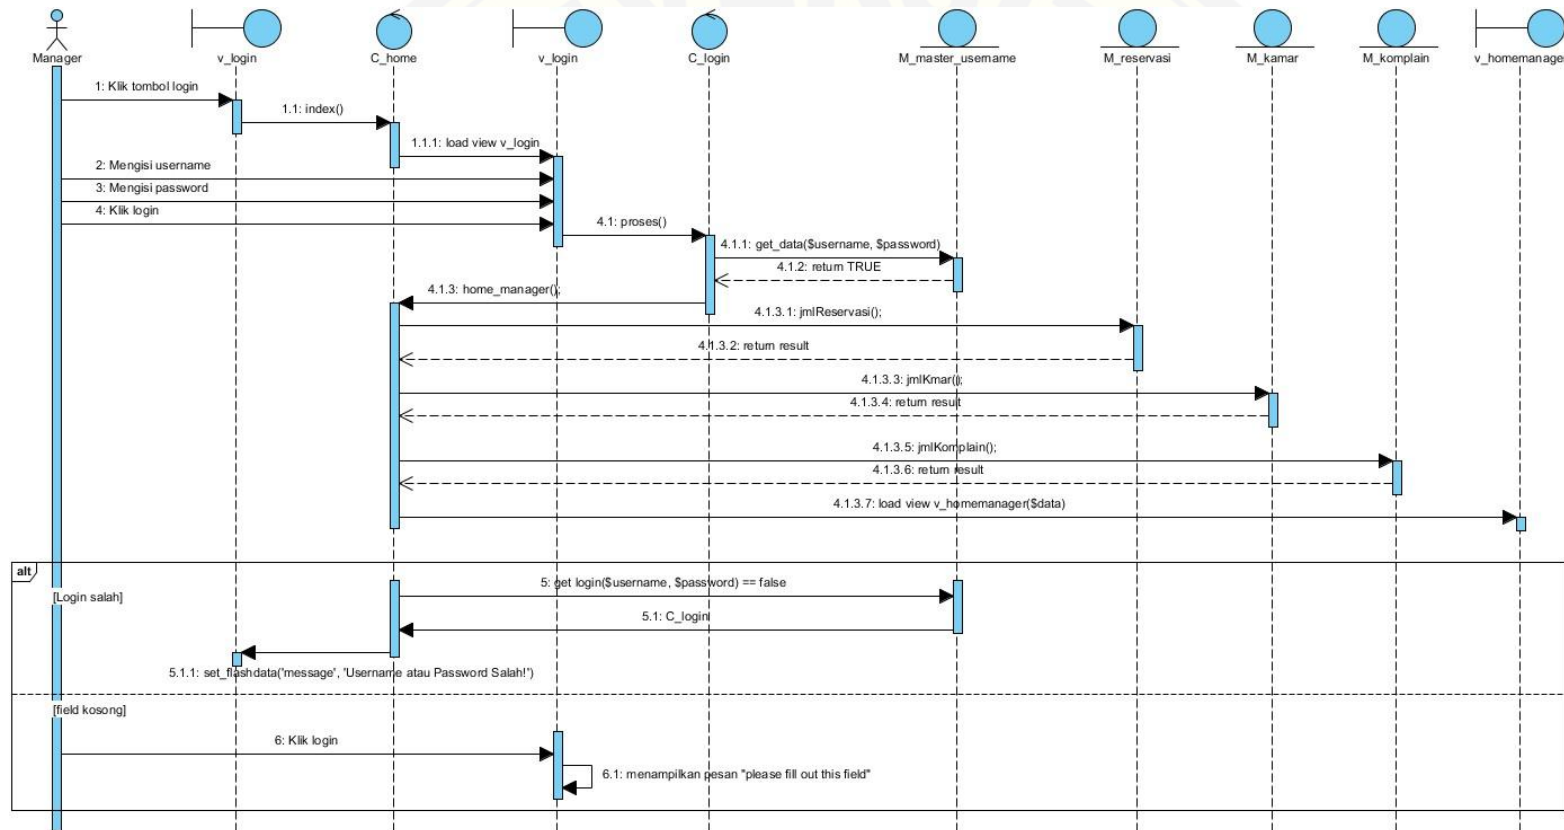 Manager
v_login
C_home
v_login
C_login
M_master_username
M_reservasi
M_kamar
M_komplain
v_homemanager
1: Klik tombol login
1.1: index()
1.1.1: load view v_login
2: Mengisi username
3: Mengisi password
4: Klik login
4.1: proses()
4.1.1: get_data($username, $password)
4.1.2: return TRUE
4.1.3: home_manager();
4.1.3.1: jmlReservasi();
4.1.3.2: return result
4.1.3.3: jmlKmar();
4.1.3.4: return result
4.1.3.5: jmlKomplain();
4.1.3.6: return result
4.1.3.7: load view v_homemanager($data)
alt
[Login salah]
5: get login($username, $password) == false
5.1: C_login
5.1.1: set_flashdata('message', 'Username atau Password Salah!')
[field kosong]
6: Klik login
6.1: menampilkan pesan "please fill out this field"